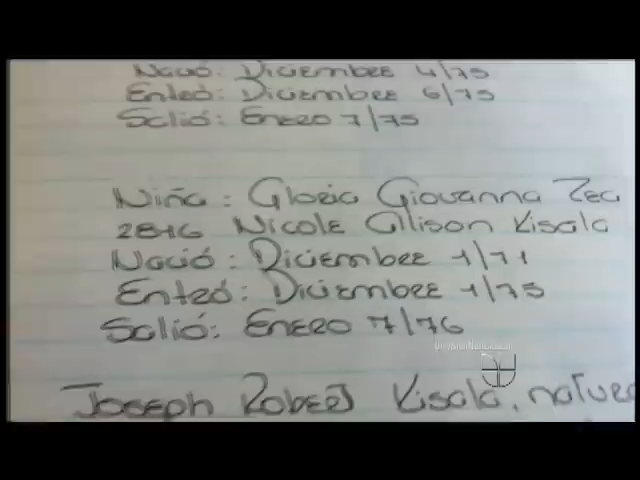 Nació: Diciembre 4/75
Entró: Diciembre 6/75
Salió: Enero 7/75
Niña: Gloria Giovanna Zea
2846 Nicole Allison Kisala
Nació: Diciembre 1/71
Entró: Diciembre 1/75
Salió: Enero 7/76
Joseph Robert Kisala, natura